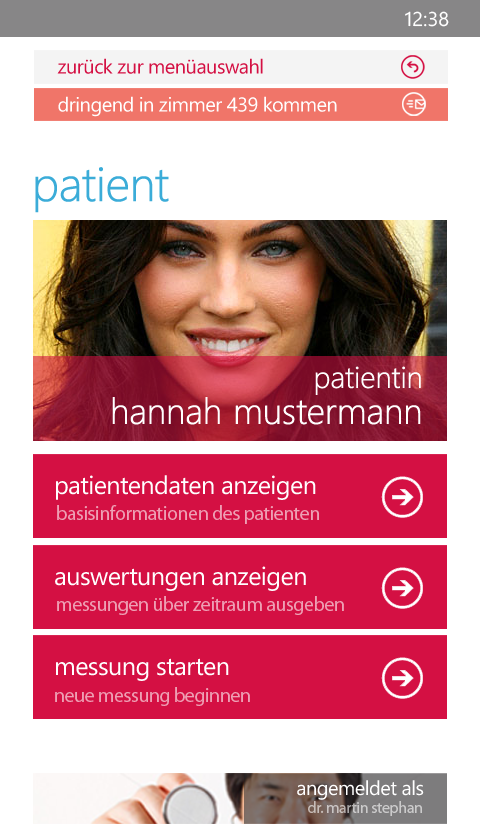 12:38
zurück zur menüauswahl
dringend in zimmer 439 kommen
patient
patientin
hannah mustermann
patientendaten anzeigen
basisinformationen des patienten
auswertungen anzeigen
messungen über zeitraum ausgeben
messung starten
neue messung beginnen
angemeldet als
dr. martin stephan